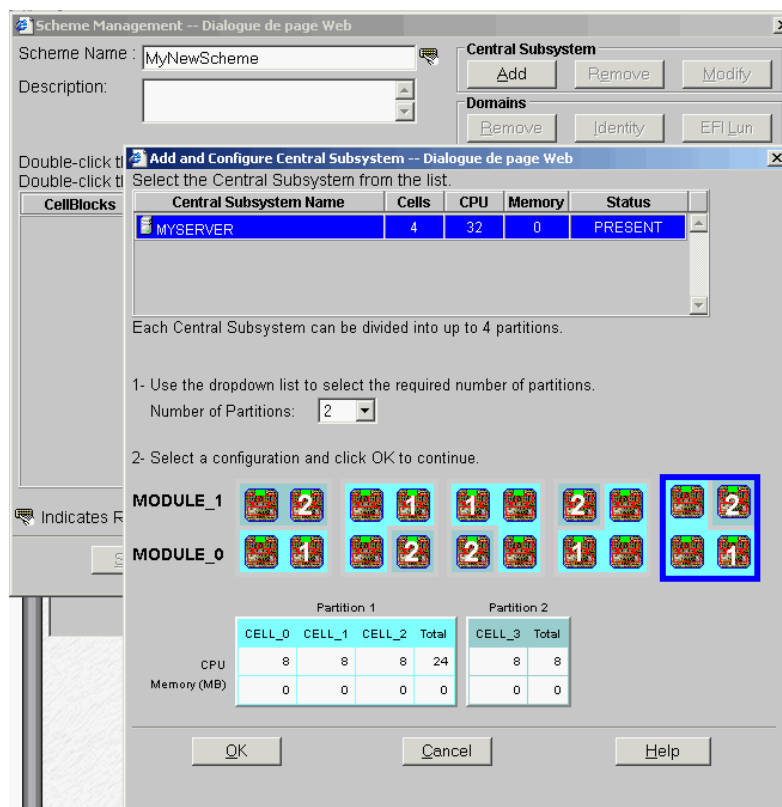 Scheme Management -- Dialogue de page Web
Scheme Name : MyNewScheme
Description:
Central Subsystem
Add Remove Modify
Domains
Remove Identity EFI Lun
Double-click
Double-click
CellBlocks
Indicates
Add and Configure Central Subsystem -- Dialogue de page Web
Select the Central Subsystem from the list.
Central Subsystem Name Cells CPU Memory Status
MYSERVER 4 32 0 PRESENT
Each Central Subsystem can be divided into up to 4 partitions.
1- Use the dropdown list to select the required number of partitions.
Number of Partitions: 2
2- Select a configuration and click OK to continue.
MODULE_1 2 1 1 2 2
MODULE_0 1 2 2 1 1
Partition 1 Partition 2
CELL_0 CELL_1 CELL_2 Total CELL_3 Total
CPU 8 8 8 24 8 8
Memory (MB) 0 0 0 0 0 0
OK Cancel Help